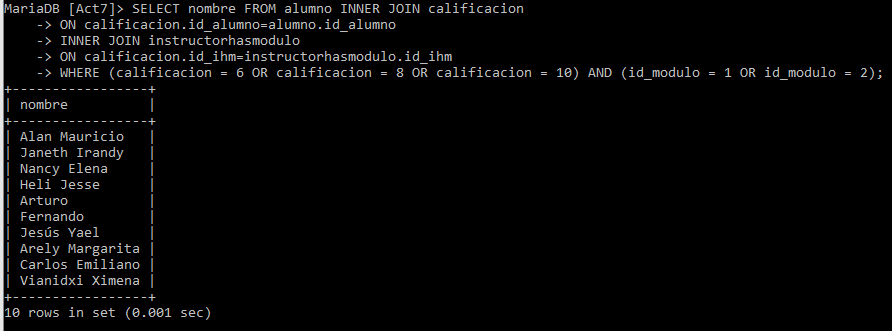 MariaDB [Act7]> SELECT nombre FROM alumno INNER JOIN calificacion
    -> ON calificacion.id_alumno=alumno.id_alumno
    -> INNER JOIN instructorhasmodulo
    -> ON calificacion.id_ihm=instructorhasmodulo.id_ihm
    -> WHERE (calificacion = 6 OR calificacion = 8 OR calificacion = 10) AND (id_modulo = 1 OR id_modulo = 2);
+-----------------+
| nombre          |
+-----------------+
| Alan Mauricio   |
| Janeth Irandy   |
| Nancy Elena     |
| Heli Jesse      |
| Arturo          |
| Fernando        |
| Jesús Yael      |
| Arely Margarita |
| Carlos Emiliano |
| Vianidxi Ximena |
+-----------------+
10 rows in set (0.001 sec)